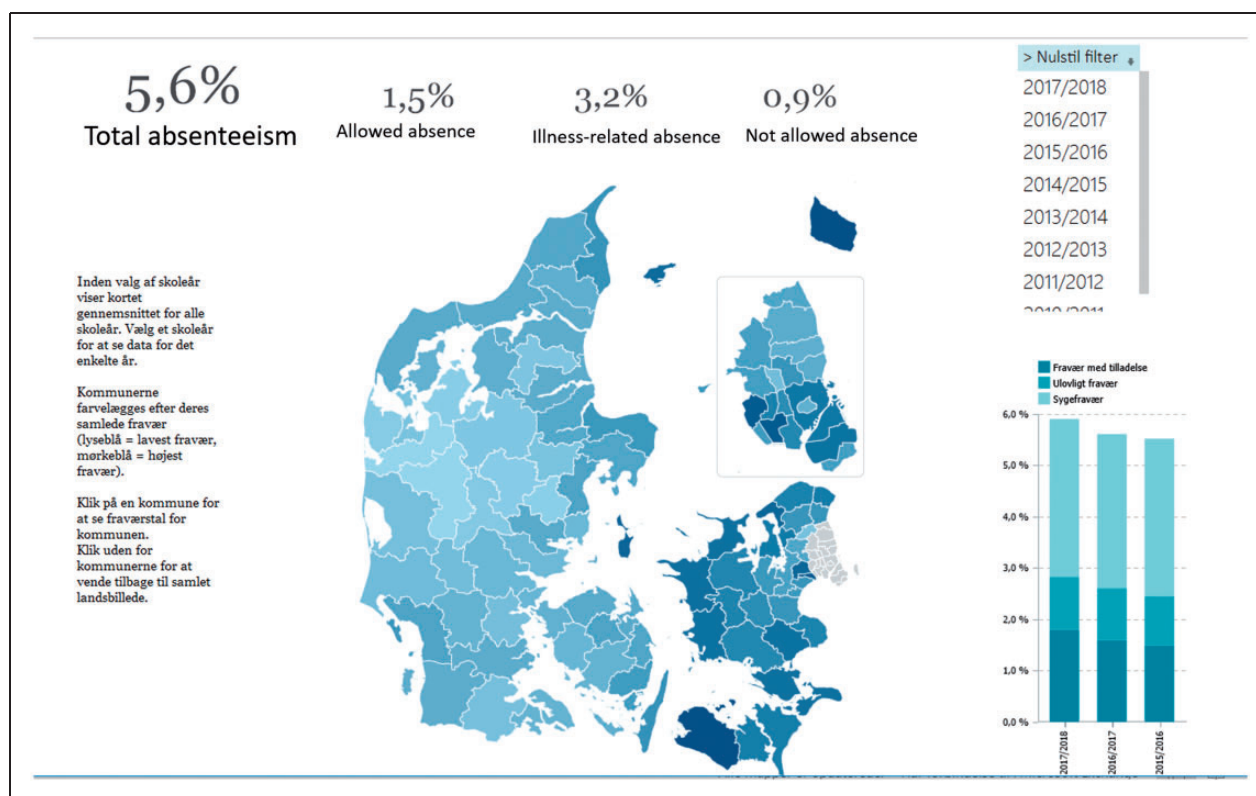 5,6%
Total absenteeism
1,5%
Allowed absence
3,2%
Illness-related absence
0,9%
Not allowed absence
> Nulstil filter
2017/2018
2016/2017
2015/2016
2014/2015
2013/2014
2012/2013
2011/2012
2010/2011
Inden valg af skoleår
viser kortet
gennemsnittet for alle
skoleår. Vælg et skoleår
for at se data for det
enkelte år.
Kommunerne
farvelægges efter deres
samlede fravær
(lyseblå = lavest fravær,
mørkeblå = højest
fravær).
Klik på en kommune for
at se fraværstal for
kommunen.
Klik uden for
kommunerne for at
vende tilbage til samlet
landsbillede.
Fravær med tilladelse
Ulovligt fravær
Sygefravær
6,0 %
5,0 %
4,0 %
3,0 %
2,0 %
1,0 %
0,0 %
2017/2018
2016/2017
2015/2016